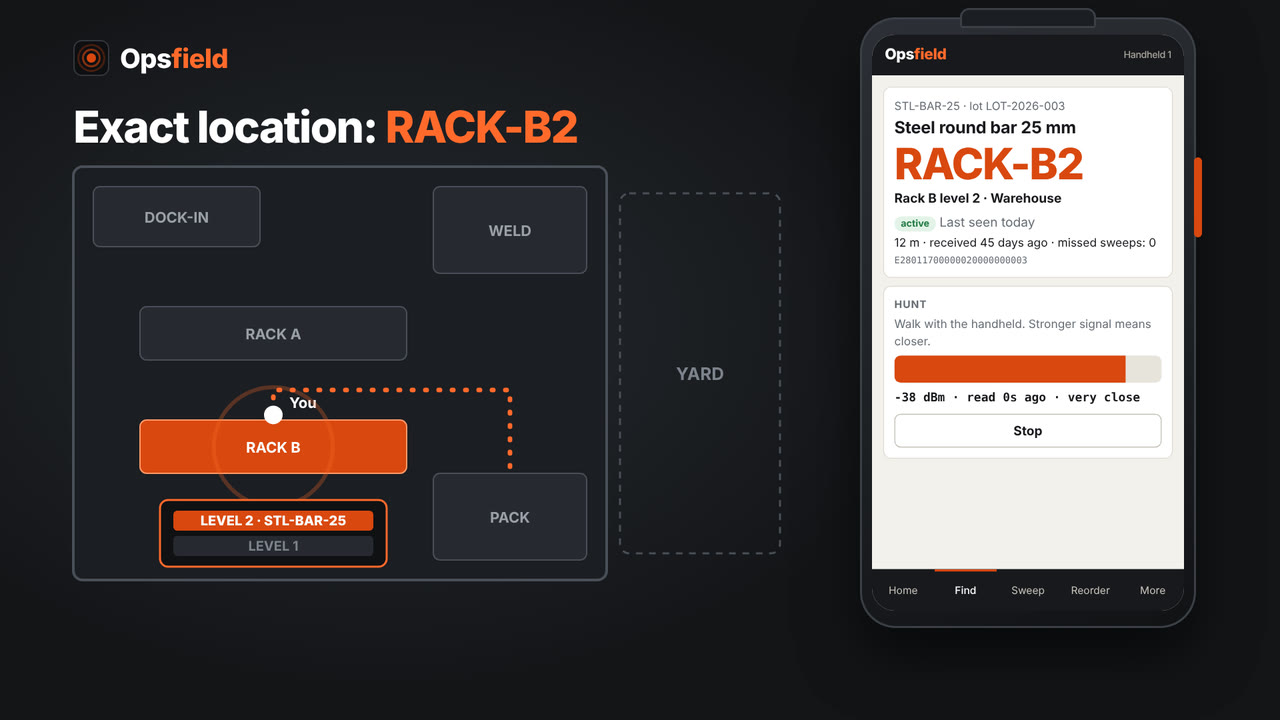 Opsfield
Exact location: RACK-B2
DOCK-IN
WELD
RACK A
You
RACK B
LEVEL 2 · STL-BAR-25
LEVEL 1
PACK
YARD
Opsfield
Handheld 1
STL-BAR-25 · lot LOT-2026-003
Steel round bar 25 mm
RACK-B2
Rack B level 2 · Warehouse
active Last seen today
12 m · received 45 days ago · missed sweeps: 0
E28011700000020000000003
HUNT
Walk with the handheld. Stronger signal means
closer.
-38 dBm · read 0s ago · very close
Stop
Home Find Sweep Reorder More